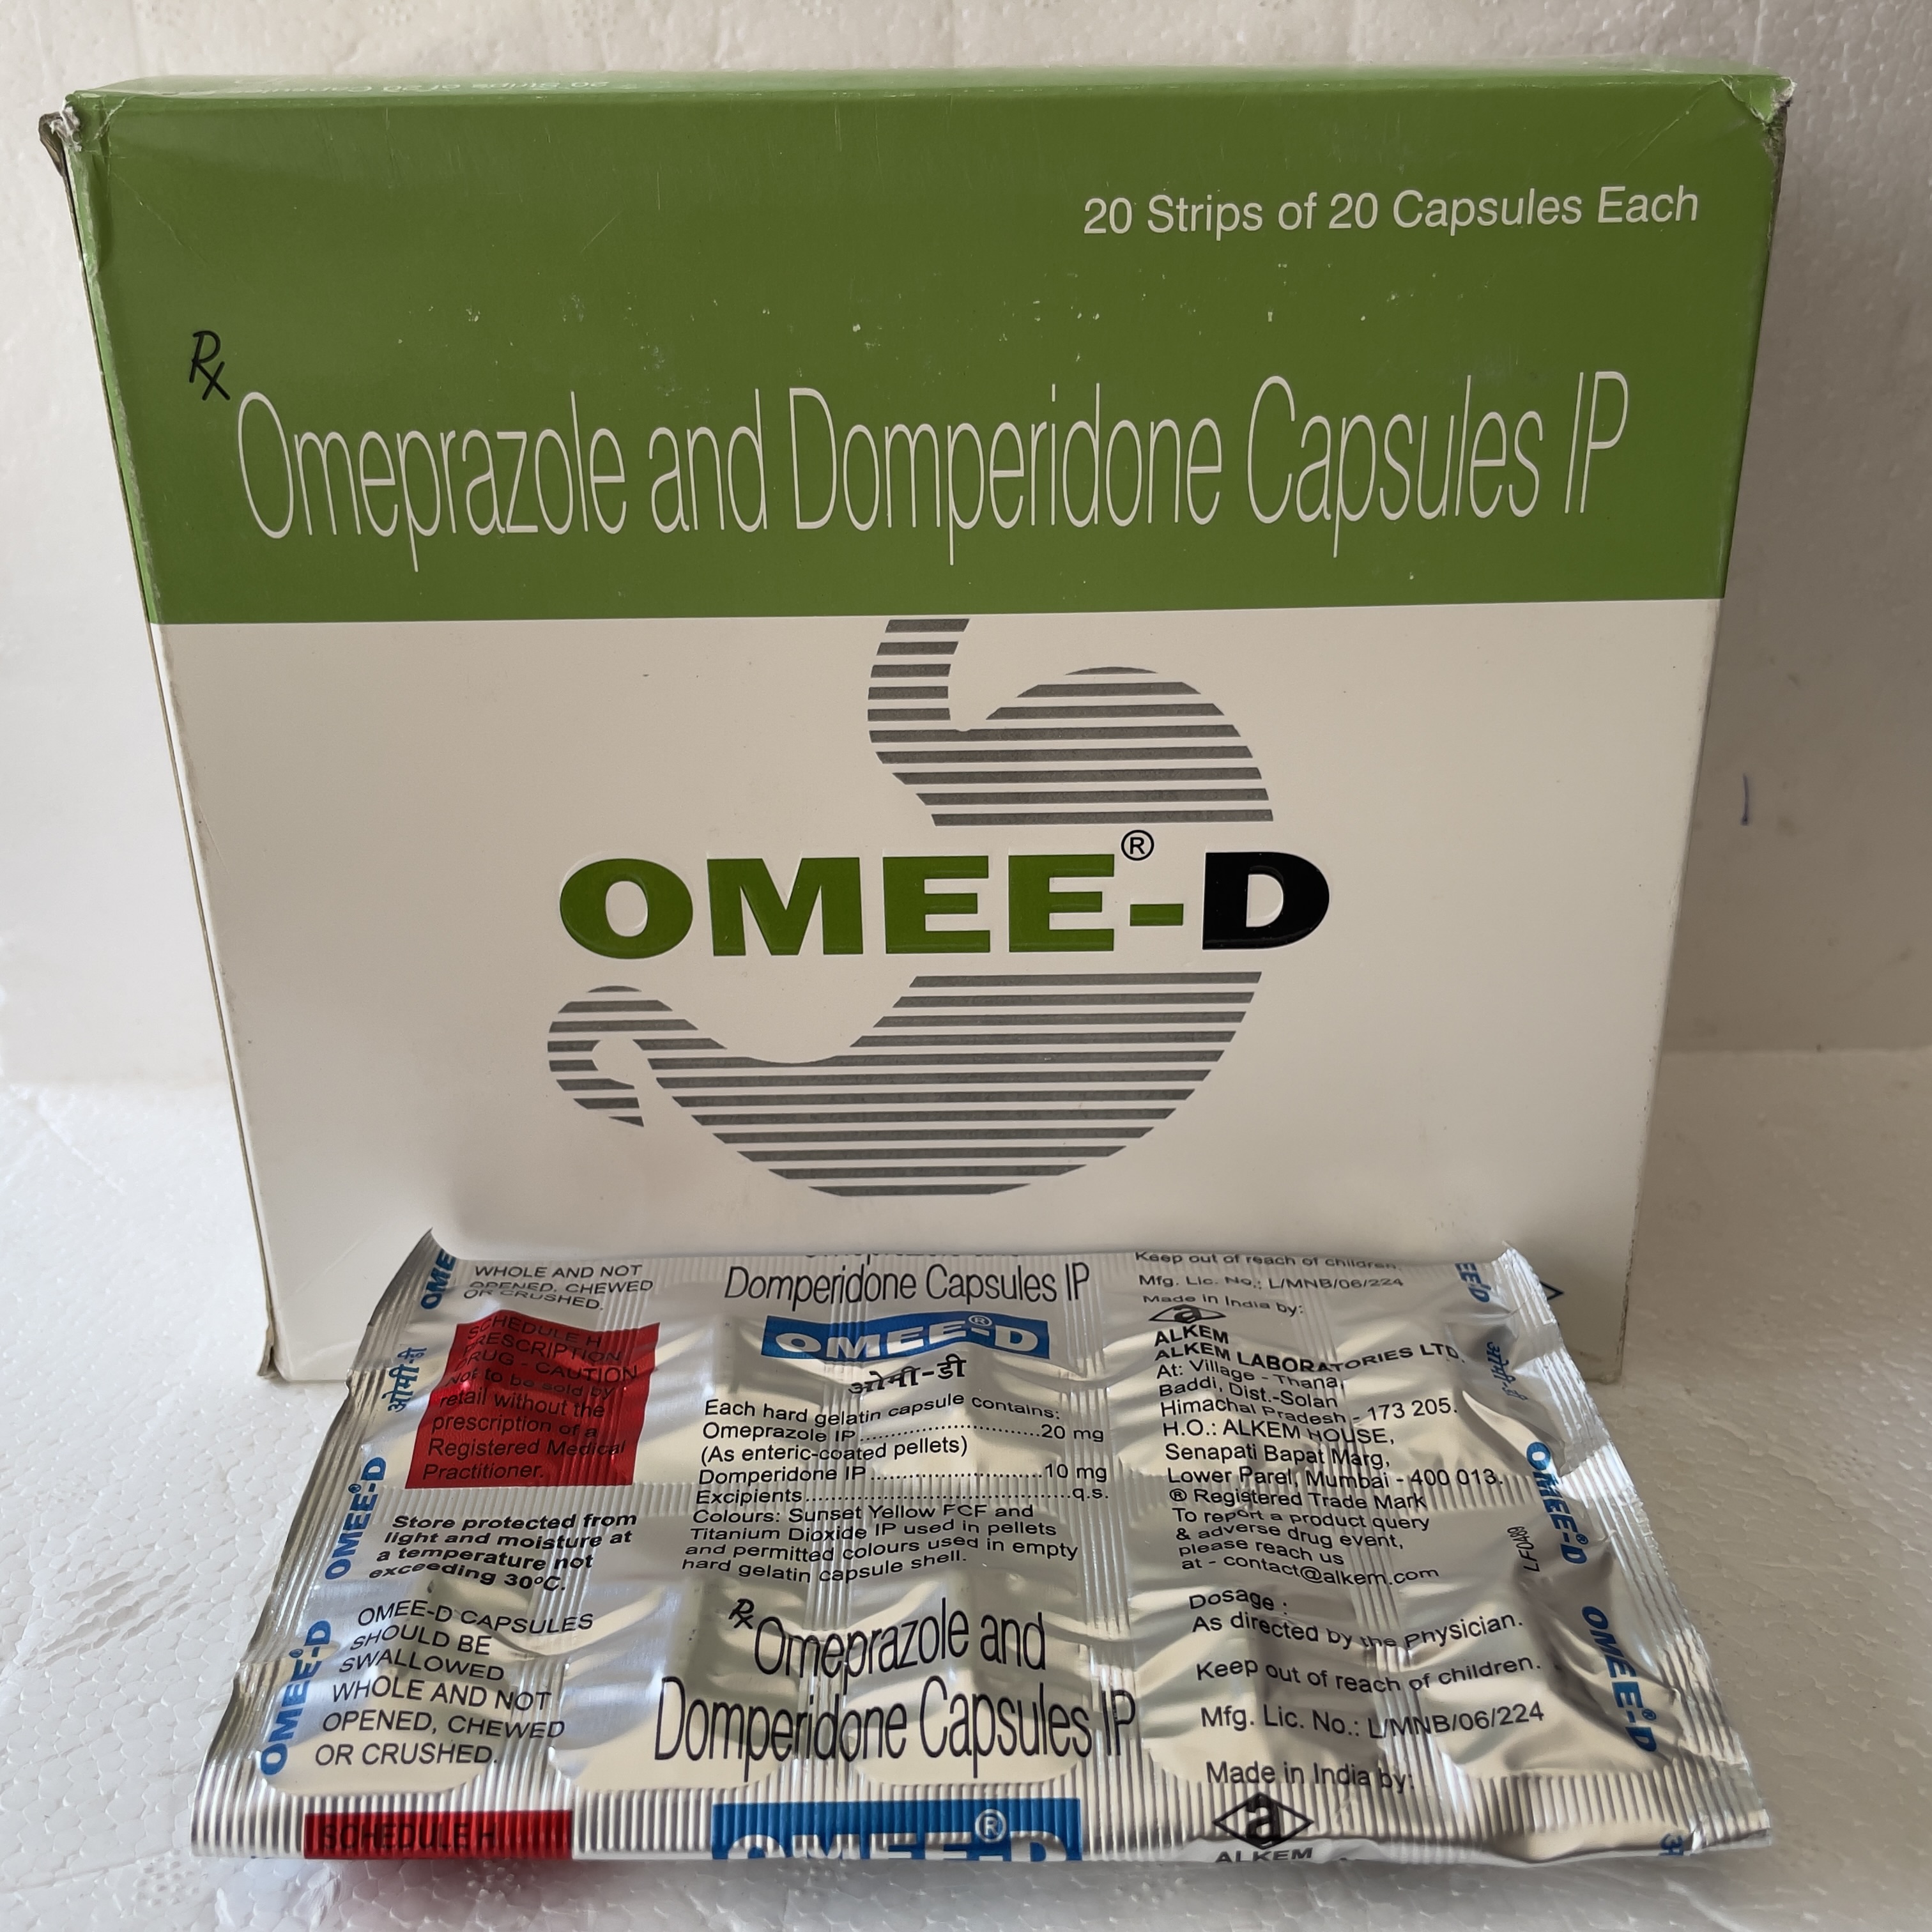 20 Strips of 20 Capsules Each
Rx
Omeprazole and Domperidone Capsules IP
OMEE®-D
WHOLE AND NOT
OPENED, CHEWED
OR CRUSHED.
SCHEDULE H
PRESCRIPTION
DRUG - CAUTION
Not to be sold by
retail without the
prescription of a
Registered Medical
Practitioner.
Store protected from
light and moisture at
a temperature not
exceeding 30°C.
OMEE-D CAPSULES
SHOULD BE
SWALLOWED
WHOLE AND NOT
OPENED, CHEWED
OR CRUSHED.
SCHEDULE H
Domperidone Capsules IP
OMEE®-D
ओमी-डी
Each hard gelatin capsule contains:
Omeprazole IP..............................20 mg
(As enteric-coated pellets)
Domperidone IP............................10 mg
Excipients............................................q.s.
Colours: Sunset Yellow FCF and
Titanium Dioxide IP used in pellets
and permitted colours used in empty
hard gelatin capsule shell.
Rx
Omeprazole and
Domperidone Capsules IP
OMEE®-D
Keep out of reach of children.
Mfg. Lic. No.: L/MNB/06/224
Made in India by:
a
ALKEM
ALKEM LABORATORIES LTD.
At: Village - Thana,
Baddi, Dist.-Solan
Himachal Pradesh - 173 205.
H.O.: ALKEM HOUSE,
Senapati Bapat Marg,
Lower Parel, Mumbai - 400 013.
® Registered Trade Mark
To report a product query
& adverse drug event,
please reach us
at - contact@alkem.com
Dosage :
As directed by the Physician.
Keep out of reach of children.
Mfg. Lic. No.: L/MNB/06/224
Made in India by:
a
ALKEM
ओमी-डी
OMEE®-D
OMEE®-D
OMEE®-D
OMEE®-D